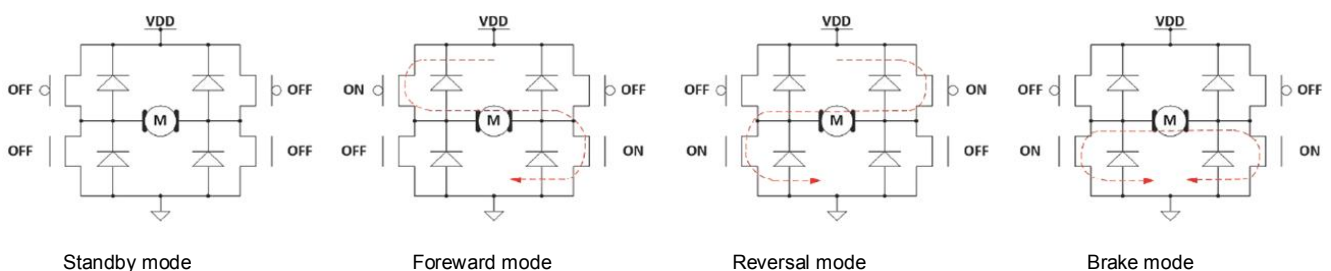 VDD VDD VDD VDD
OFF OFF ON OFF OFF ON OFF OFF
M M M M
OFF OFF OFF ON ON OFF ON ON
Standby mode Foreward mode Reversal mode Brake mode